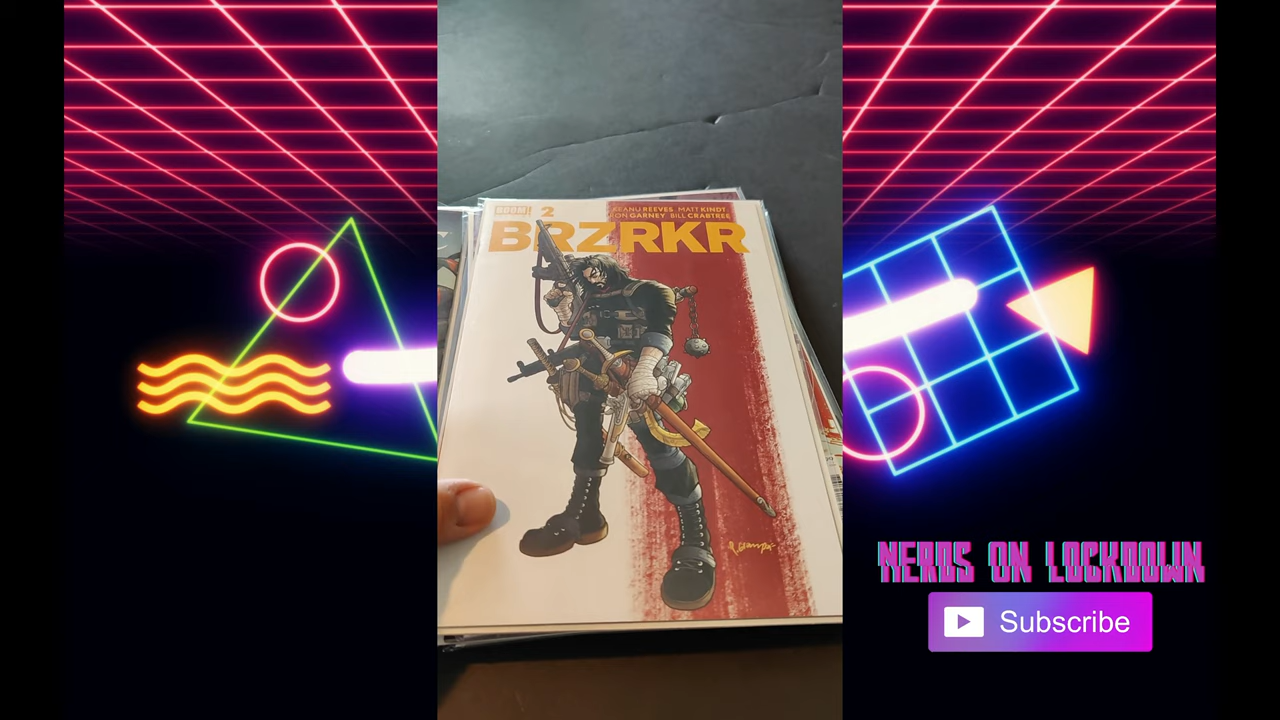 BOOM! 2
KEANU REEVES MATT KINDT
RON GARNEY BILL CRABTREE
BRZRKR
NERDS ON LOCKDOWN
Subscribe